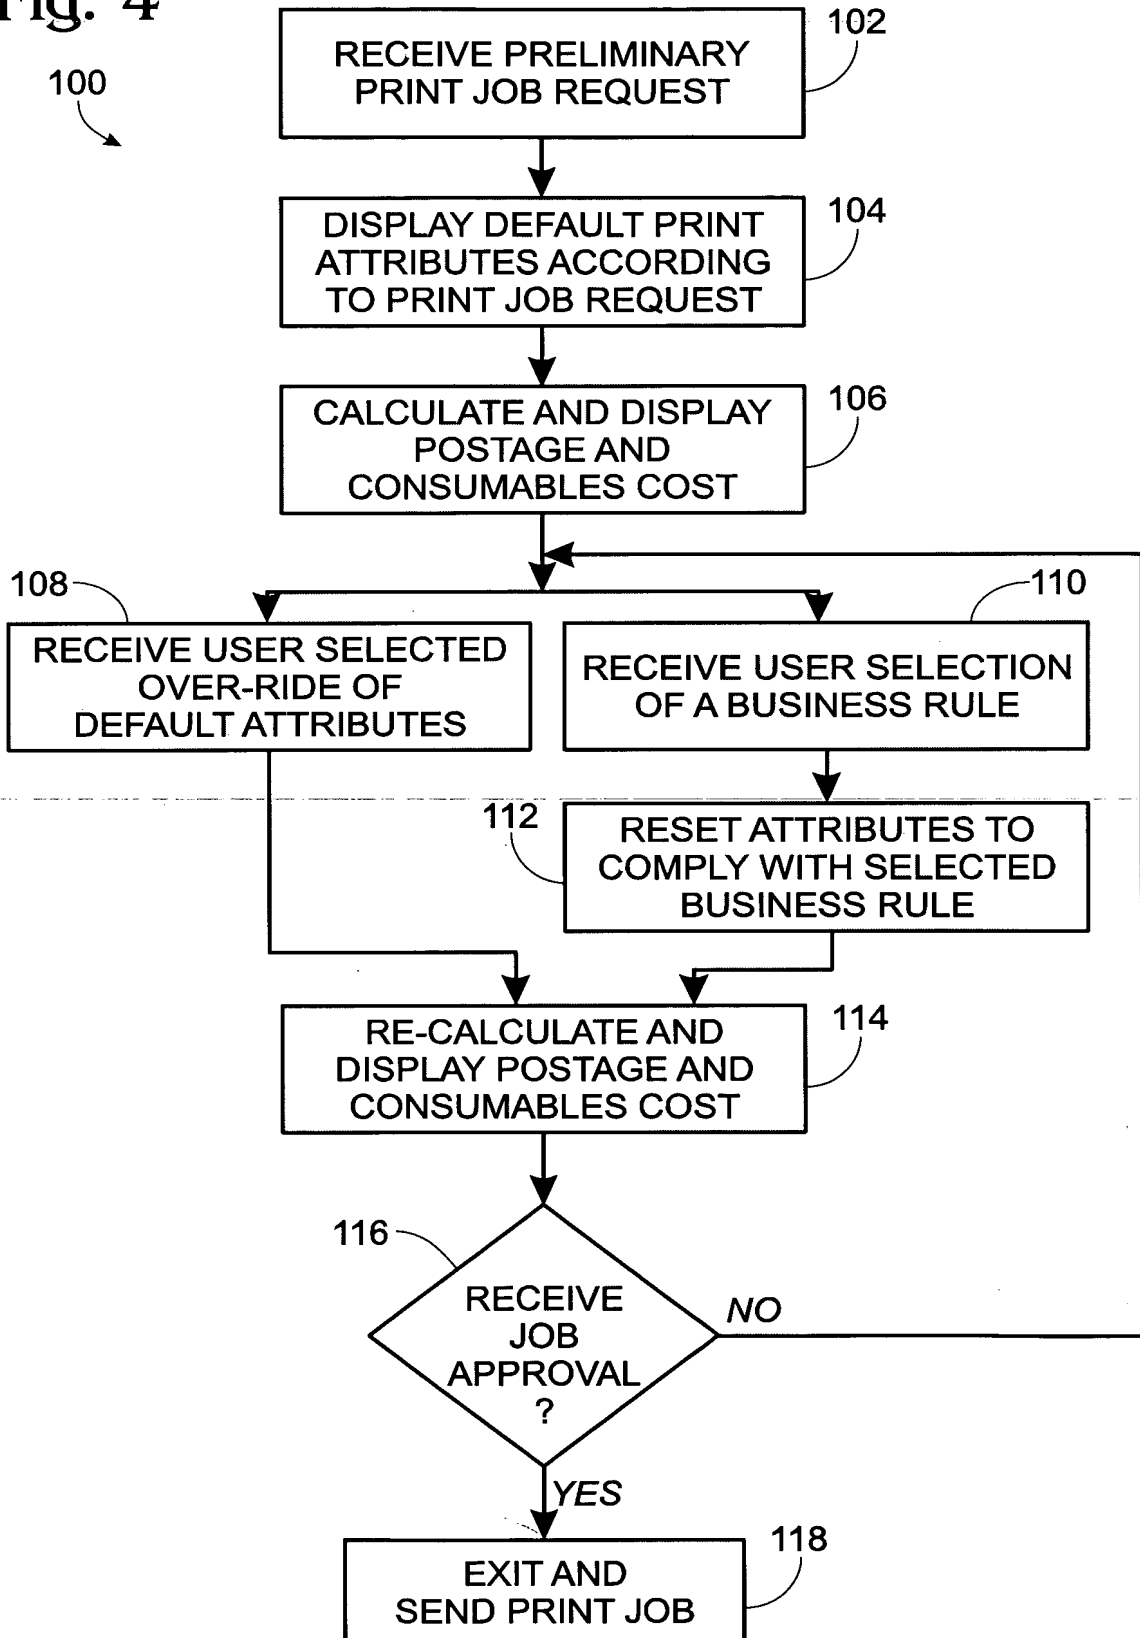 Fig. 4
100
102
RECEIVE PRELIMINARY
PRINT JOB REQUEST
104
DISPLAY DEFAULT PRINT
ATTRIBUTES ACCORDING
TO PRINT JOB REQUEST
106
CALCULATE AND DISPLAY
POSTAGE AND
CONSUMABLES COST
108
RECEIVE USER SELECTED
OVER-RIDE OF
DEFAULT ATTRIBUTES
110
RECEIVE USER SELECTION
OF A BUSINESS RULE
112
RESET ATTRIBUTES TO
COMPLY WITH SELECTED
BUSINESS RULE
114
RE-CALCULATE AND
DISPLAY POSTAGE AND
CONSUMABLES COST
116
RECEIVE
JOB
APPROVAL
?
NO
YES
118
EXIT AND
SEND PRINT JOB